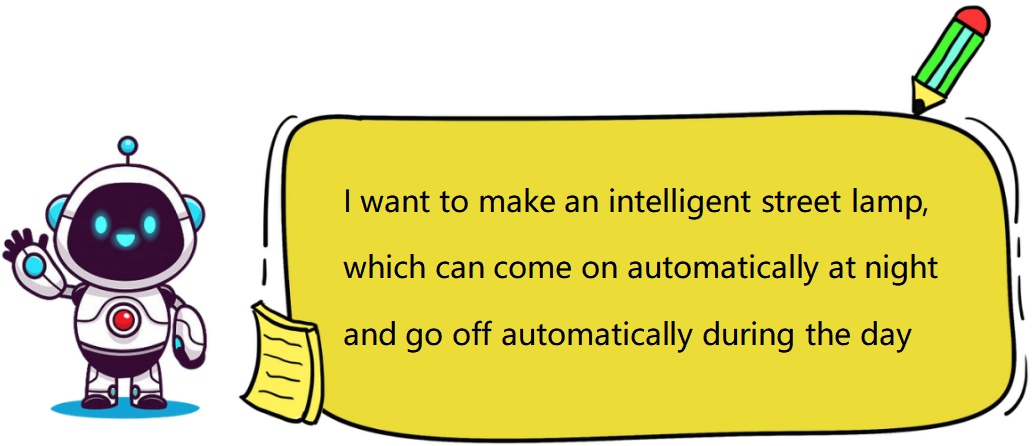 I want to make an intelligent street lamp,
which can come on automatically at night
and go off automatically during the day